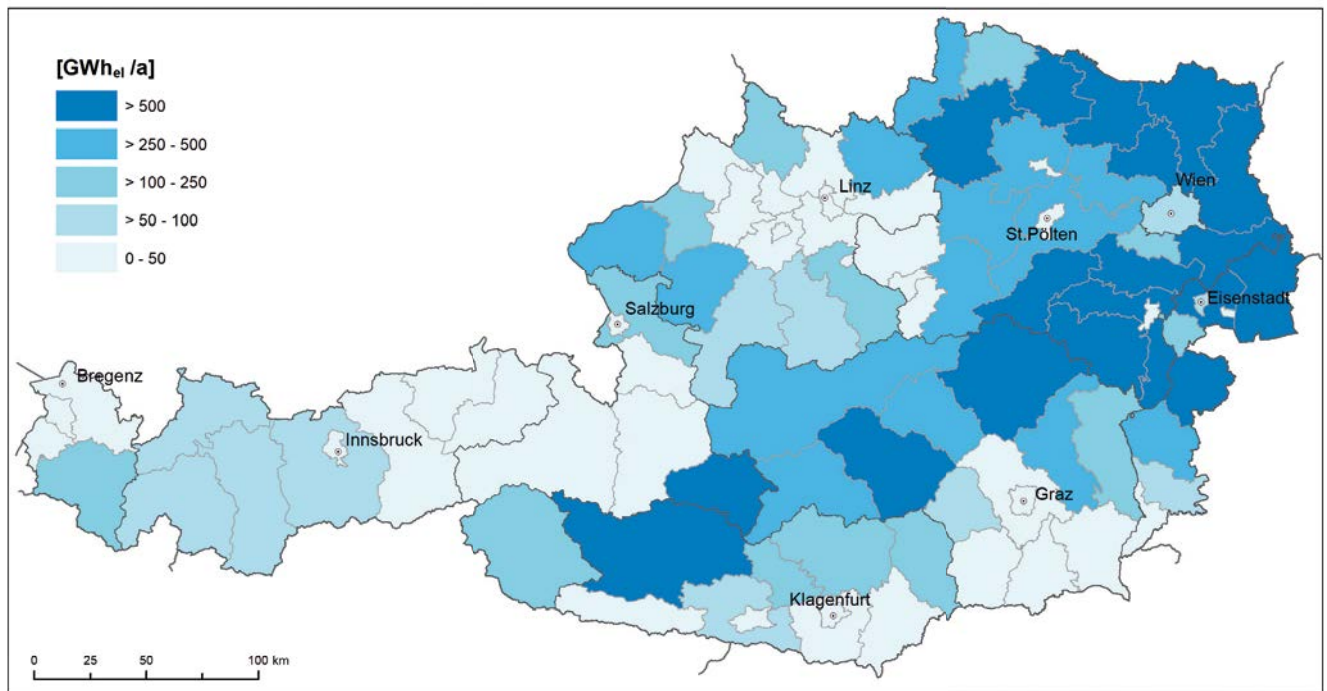 [GWhel /a]
> 500
> 250 - 500
> 100 - 250
> 50 - 100
0 - 50
Linz
Wien
St.Pölten
Eisenstadt
Salzburg
Bregenz
Innsbruck
Graz
Klagenfurt
0 25 50 100 km